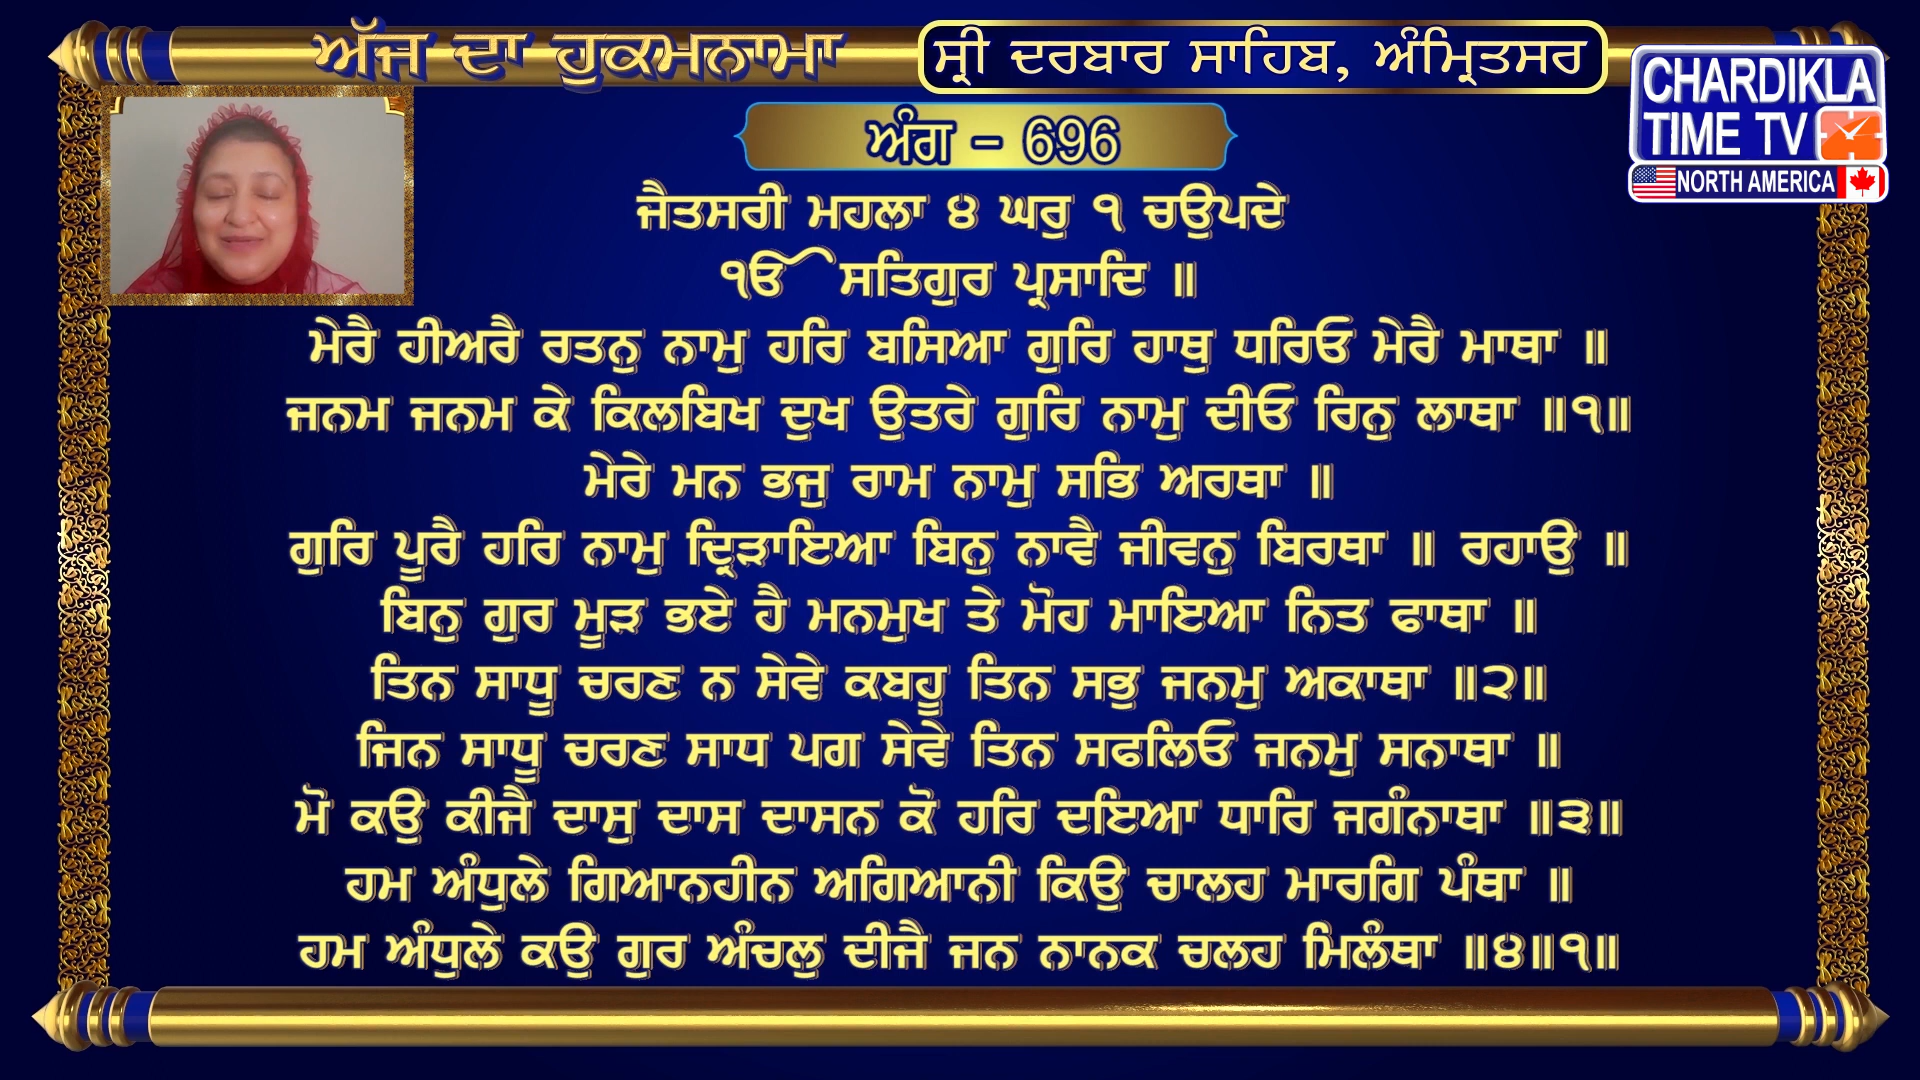 ਅੱਜ ਦਾ ਹੁਕਮਨਾਮਾ
ਸ੍ਰੀ ਦਰਬਾਰ ਸਾਹਿਬ, ਅੰਮ੍ਰਿਤਸਰ
CHARDIKLA
TIME TV
NORTH AMERICA
ਅੰਗ - 696
ਜੈਤਸਰੀ ਮਹਲਾ ੪ ਘਰੁ ੧ ਚਉਪਦੇ
ੴ ਸਤਿਗੁਰ ਪ੍ਰਸਾਦਿ ॥
ਮੇਰੈ ਹੀਅਰੈ ਰਤਨੁ ਨਾਮੁ ਹਰਿ ਬਸਿਆ ਗੁਰਿ ਹਾਥੁ ਧਰਿਓ ਮੇਰੈ ਮਾਥਾ ॥
ਜਨਮ ਜਨਮ ਕੇ ਕਿਲਬਿਖ ਦੁਖ ਉਤਰੇ ਗੁਰਿ ਨਾਮੁ ਦੀਓ ਰਿਨੁ ਲਾਥਾ ॥੧॥
ਮੇਰੇ ਮਨ ਭਜੁ ਰਾਮ ਨਾਮੁ ਸਭਿ ਅਰਥਾ ॥
ਗੁਰਿ ਪੂਰੈ ਹਰਿ ਨਾਮੁ ਦ੍ਰਿੜਾਇਆ ਬਿਨੁ ਨਾਵੈ ਜੀਵਨੁ ਬਿਰਥਾ ॥ ਰਹਾਉ ॥
ਬਿਨੁ ਗੁਰ ਮੂੜ ਭਏ ਹੈ ਮਨਮੁਖ ਤੇ ਮੋਹ ਮਾਇਆ ਨਿਤ ਫਾਥਾ ॥
ਤਿਨ ਸਾਧੂ ਚਰਣ ਨ ਸੇਵੇ ਕਬਹੂ ਤਿਨ ਸਭੁ ਜਨਮੁ ਅਕਾਥਾ ॥੨॥
ਜਿਨ ਸਾਧੂ ਚਰਣ ਸਾਧ ਪਗ ਸੇਵੇ ਤਿਨ ਸਫਲਿਓ ਜਨਮੁ ਸਨਾਥਾ ॥
ਮੋ ਕਉ ਕੀਜੈ ਦਾਸੁ ਦਾਸ ਦਾਸਨ ਕੋ ਹਰਿ ਦਇਆ ਧਾਰਿ ਜਗੰਨਾਥਾ ॥੩॥
ਹਮ ਅੰਧੁਲੇ ਗਿਆਨਹੀਨ ਅਗਿਆਨੀ ਕਿਉ ਚਾਲਹ ਮਾਰਗਿ ਪੰਥਾ ॥
ਹਮ ਅੰਧੁਲੇ ਕਉ ਗੁਰ ਅੰਚਲੁ ਦੀਜੈ ਜਨ ਨਾਨਕ ਚਲਹ ਮਿਲੰਥਾ ॥੪॥੧॥